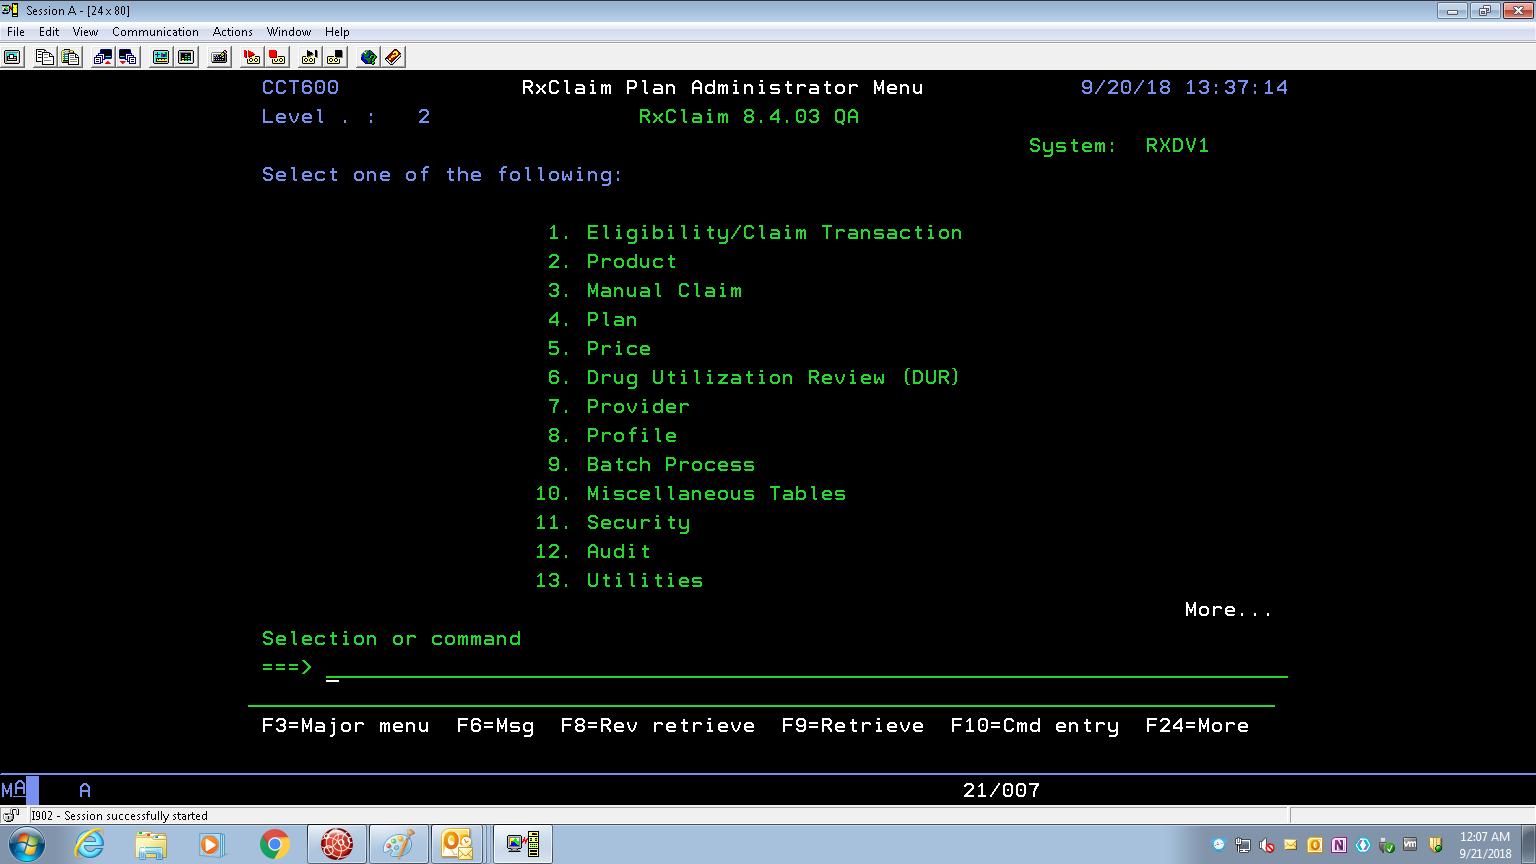 Session A - [24 x 80]
File Edit View Communication Actions Window Help
CCT600 RxClaim Plan Administrator Menu 9/20/18 13:37:14
Level . : 2 RxClaim 8.4.03 QA
System: RXDV1
Select one of the following:
1. Eligibility/Claim Transaction
2. Product
3. Manual Claim
4. Plan
5. Price
6. Drug Utilization Review (DUR)
7. Provider
8. Profile
9. Batch Process
10. Miscellaneous Tables
11. Security
12. Audit
13. Utilities
More...
Selection or command
===>
F3=Major menu F6=Msg F8=Rev retrieve F9=Retrieve F10=Cmd entry F24=More
MA A 21/007
I902 - Session successfully started
12:07 AM
9/21/2018